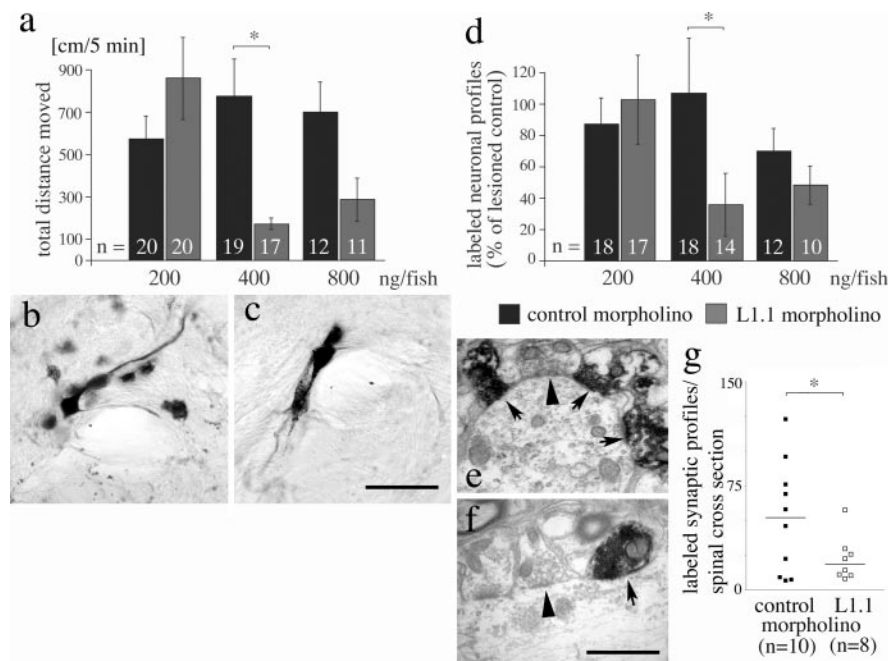 a
[cm/5 min]
total distance moved
900
700
500
300
0
*
n =
20
20
19
17
12
11
200
400
800
ng/fish
d
labeled neuronal profiles
(% of lesioned control)
120
100
80
60
40
20
0
*
n =
18
17
18
14
12
10
200
400
800
ng/fish
control morpholino
L1.1 morpholino
b
c
e
f
g
labeled synaptic profiles/
spinal cross section
150
75
0
*
control
L1.1
morpholino
(n=10)
(n=8)